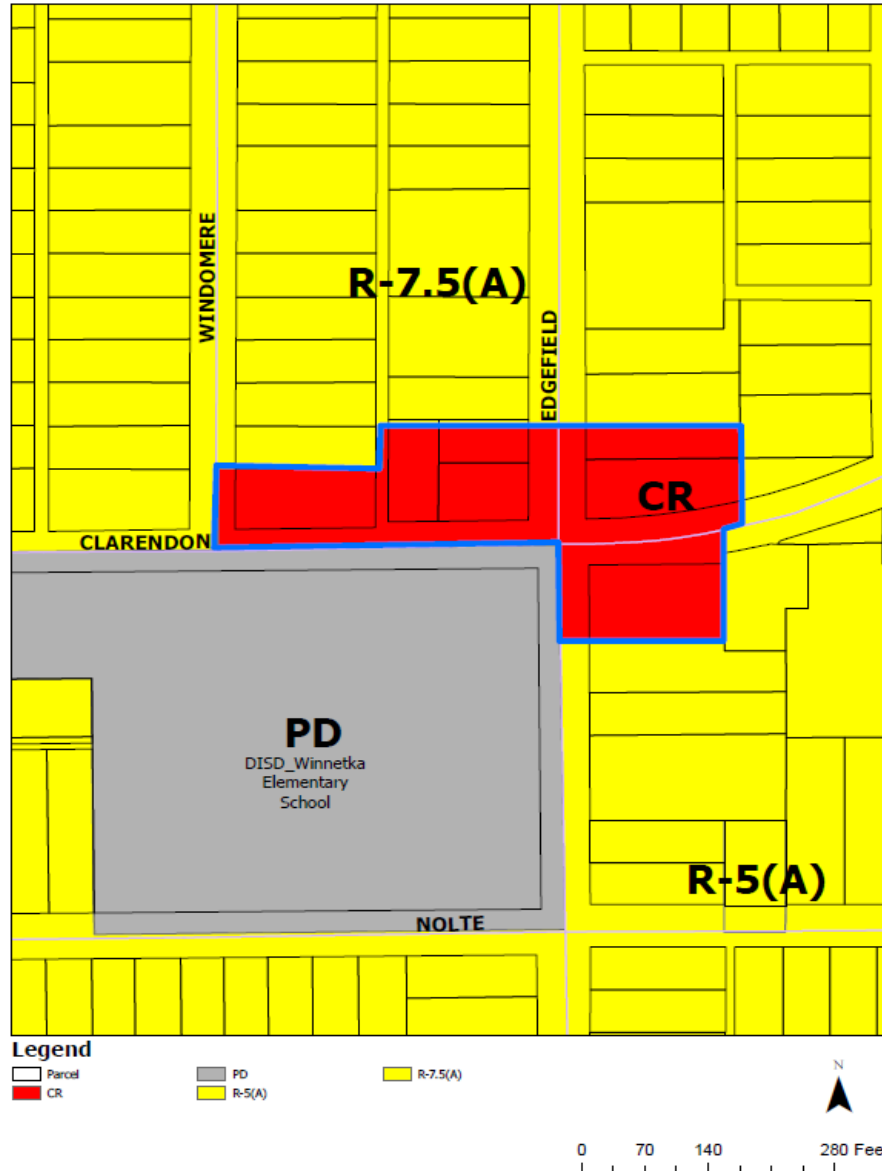 R-7.5(A)
WINDOMERE
EDGEFIELD
CR
CLARENDON
PD
DISD_Winnetka
Elementary
School
R-5(A)
NOLTE
Legend
Parcel
CR
PD
R-5(A)
R-7.5(A)
N
0 70 140 280 Fee